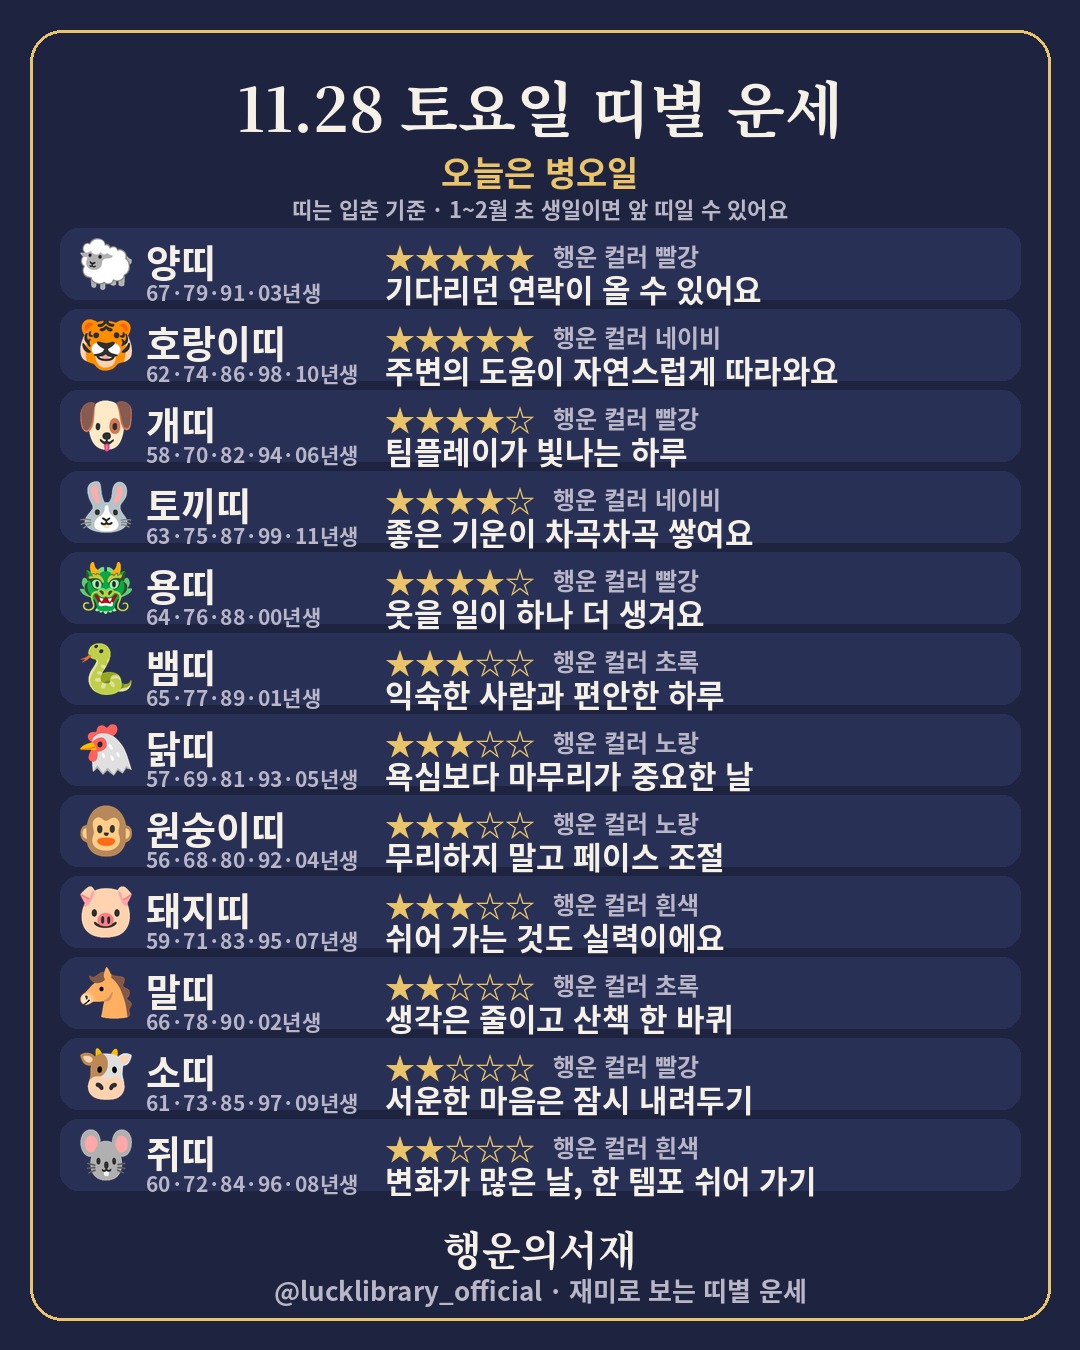 11.28 토요일 띠별 운세
오늘은 병오일
띠는 입춘 기준 · 1~2월 초 생일이면 앞 띠일 수 있어요
양띠 ★★★★★ 행운 컬러 빨강
67·79·91·03년생 기다리던 연락이 올 수 있어요
호랑이띠 ★★★★★ 행운 컬러 네이비
62·74·86·98·10년생 주변의 도움이 자연스럽게 따라와요
개띠 ★★★★☆ 행운 컬러 빨강
58·70·82·94·06년생 팀플레이가 빛나는 하루
토끼띠 ★★★★☆ 행운 컬러 네이비
63·75·87·99·11년생 좋은 기운이 차곡차곡 쌓여요
용띠 ★★★★☆ 행운 컬러 빨강
64·76·88·00년생 웃을 일이 하나 더 생겨요
뱀띠 ★★★☆☆ 행운 컬러 초록
65·77·89·01년생 익숙한 사람과 편안한 하루
닭띠 ★★★☆☆ 행운 컬러 노랑
57·69·81·93·05년생 욕심보다 마무리가 중요한 날
원숭이띠 ★★★☆☆ 행운 컬러 노랑
56·68·80·92·04년생 무리하지 말고 페이스 조절
돼지띠 ★★★☆☆ 행운 컬러 흰색
59·71·83·95·07년생 쉬어 가는 것도 실력이에요
말띠 ★★☆☆☆ 행운 컬러 초록
66·78·90·02년생 생각은 줄이고 산책 한 바퀴
소띠 ★★☆☆☆ 행운 컬러 빨강
61·73·85·97·09년생 서운한 마음은 잠시 내려두기
쥐띠 ★★☆☆☆ 행운 컬러 흰색
60·72·84·96·08년생 변화가 많은 날, 한 템포 쉬어 가기
행운의서재
@lucklibrary_official · 재미로 보는 띠별 운세